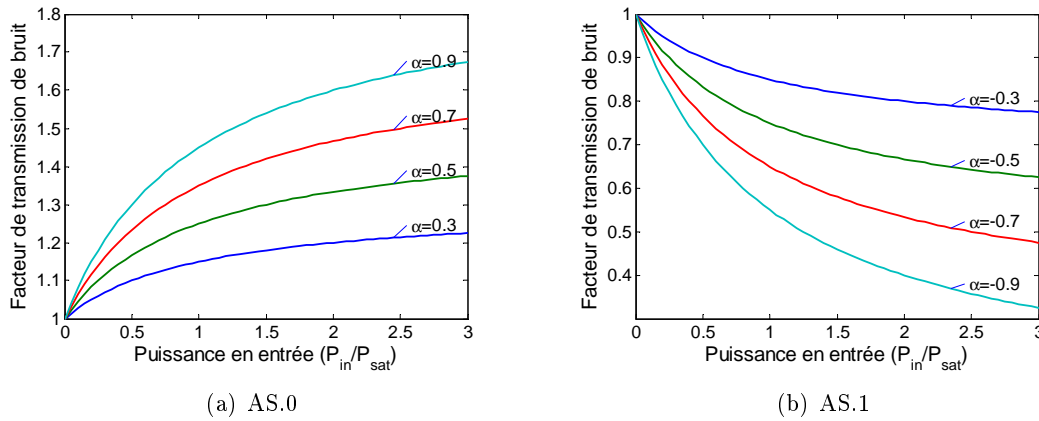 Facteur de transmission de bruit
1.8
1.7
1.6
1.5
1.4
1.3
1.2
1.1
1
α=0.9
α=0.7
α=0.5
α=0.3
0 0.5 1 1.5 2 2.5 3
Puissance en entrée (P_in/P_sat)
(a) AS.0
Facteur de transmission de bruit
1
0.9
0.8
0.7
0.6
0.5
0.4
α=-0.3
α=-0.5
α=-0.7
α=-0.9
0 0.5 1 1.5 2 2.5 3
Puissance en entrée (P_in/P_sat)
(b) AS.1